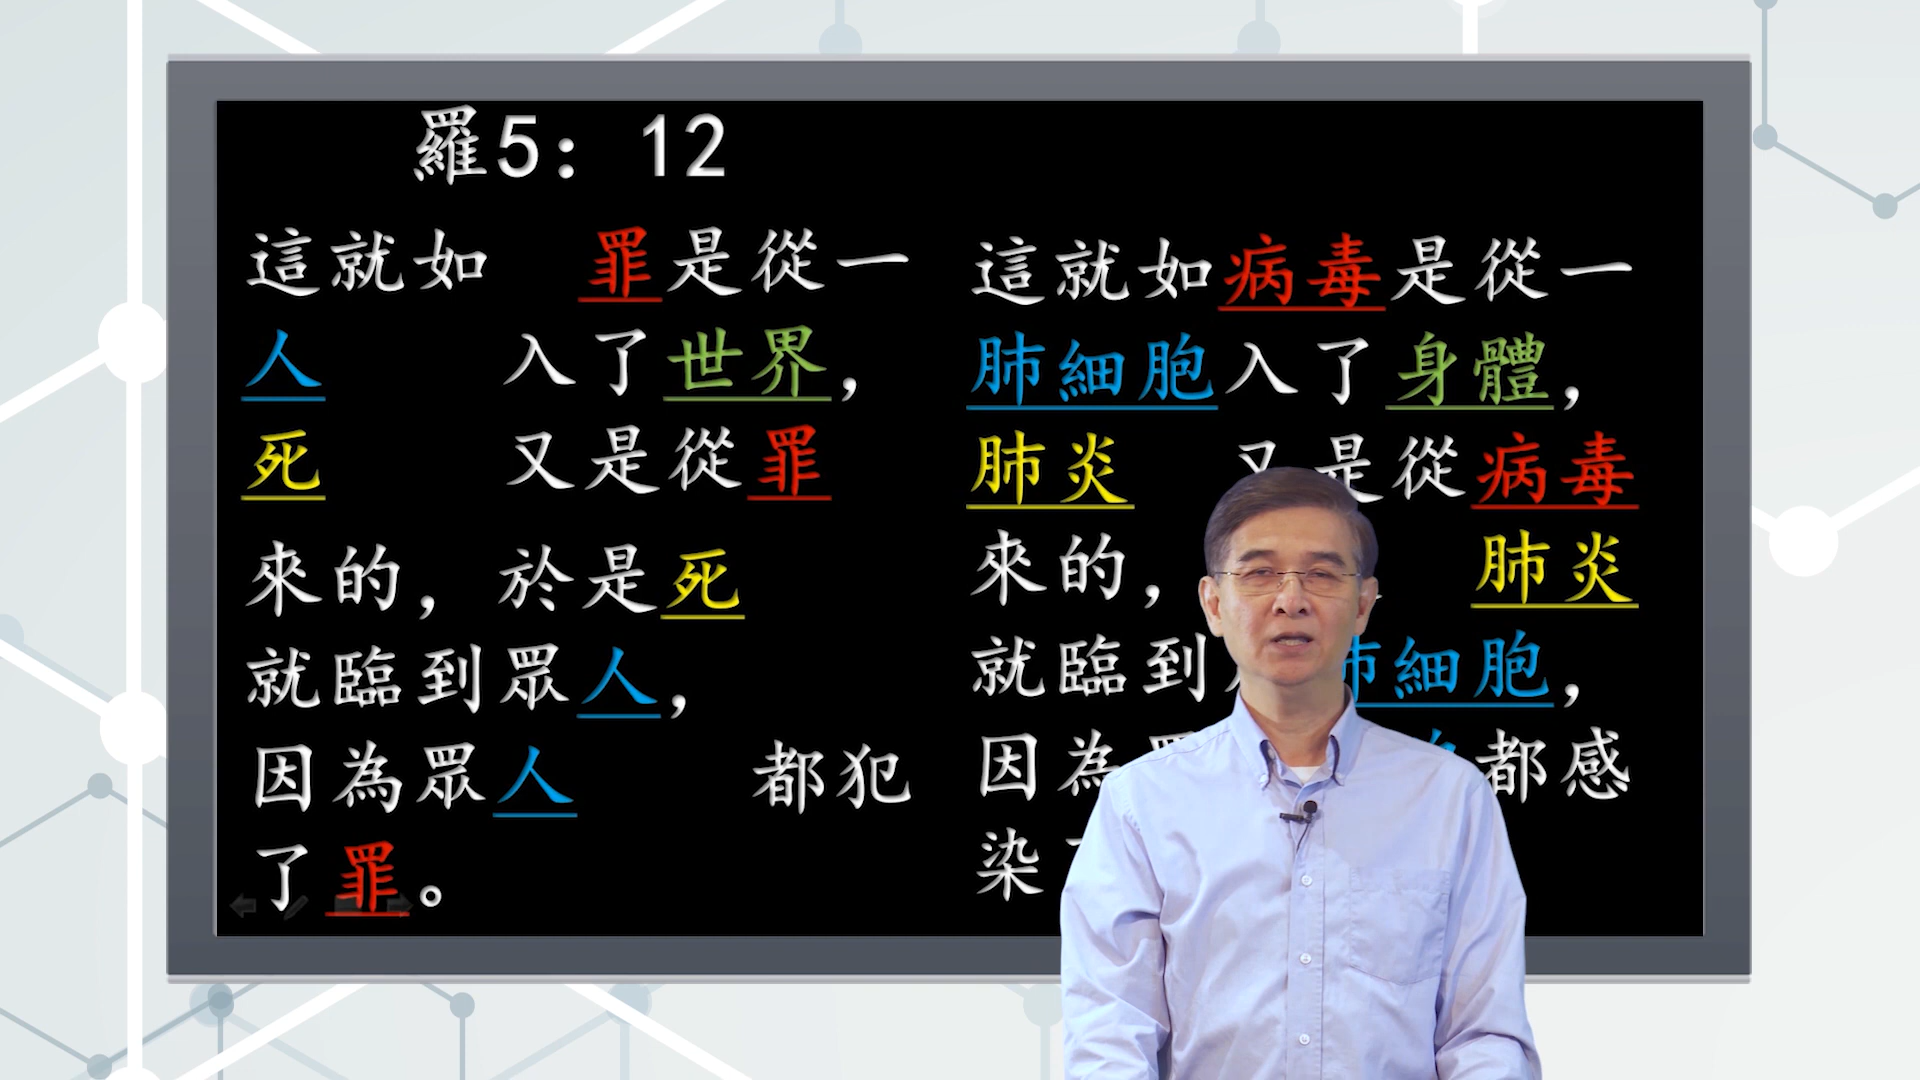 羅5：12
這就如 罪是從一
人 入了世界，
死 又是從罪
來的，於是死
就臨到眾人，
因為眾人 都犯
了罪。
這就如病毒是從一
肺細胞入了身體，
肺炎 又是從病毒
來的， 肺炎
就臨到 肺細胞，
因為 都感
染